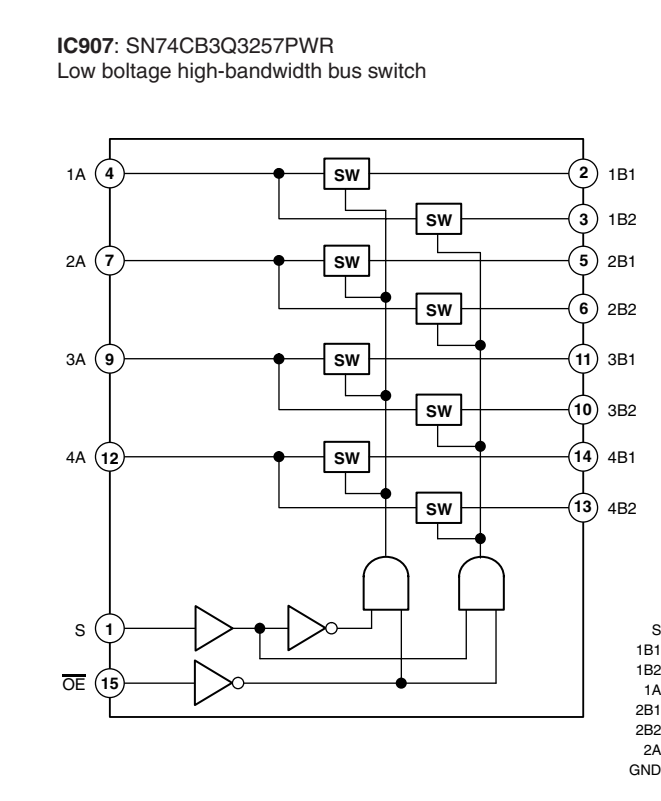 IC907: SN74CB3Q3257PWR
Low boltage high-bandwidth bus switch
1A 4 SW 2 1B1
SW 3 1B2
2A 7 SW 5 2B1
SW 6 2B2
3A 9 SW 11 3B1
SW 10 3B2
4A 12 SW 14 4B1
SW 13 4B2
S 1
OE 15
S
1B1
1B2
1A
2B1
2B2
2A
GND